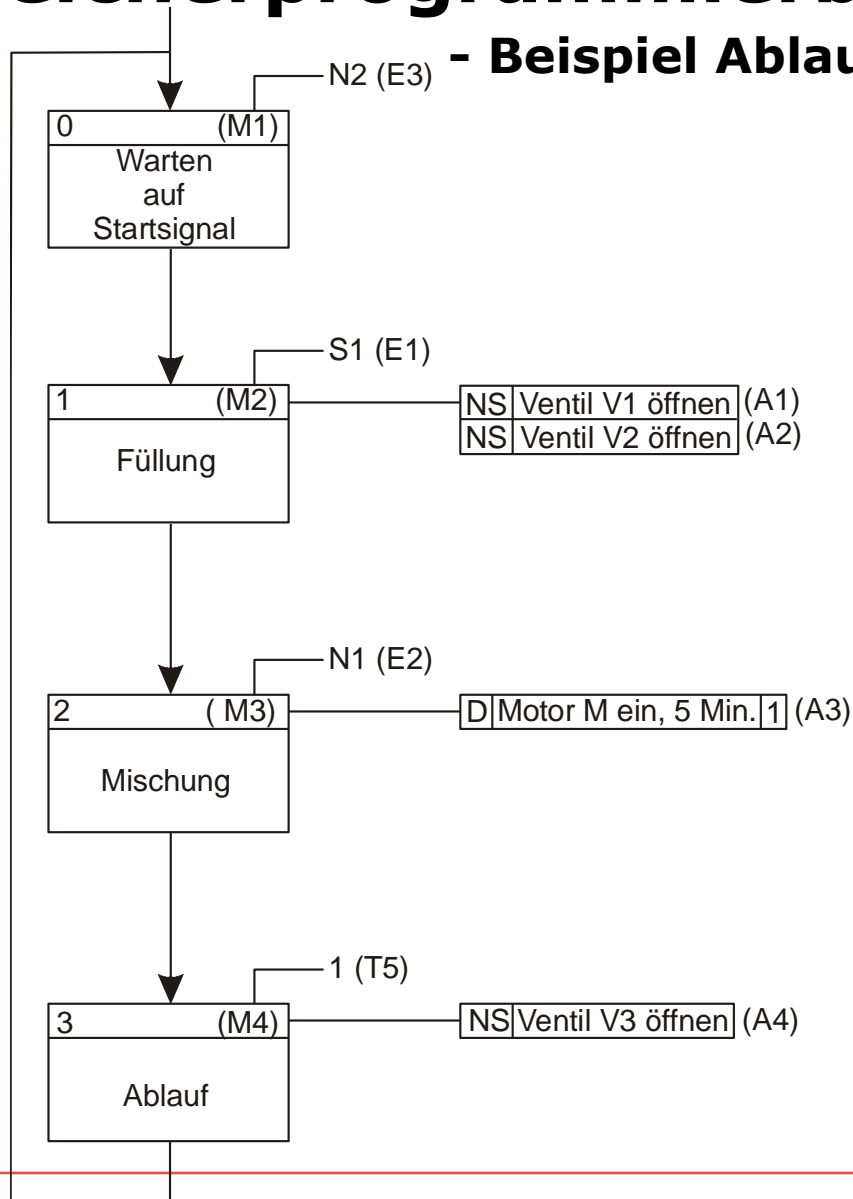 - Beispiel
N2 (E3)
0 (M1)
Warten
auf
Startsignal
S1 (E1)
1 (M2)
NS Ventil V1 öffnen (A1)
NS Ventil V2 öffnen (A2)
Füllung
N1 (E2)
2 ( M3)
D Motor M ein, 5 Min. 1 (A3)
Mischung
1 (T5)
3 (M4)
NS Ventil V3 öffnen (A4)
Ablauf